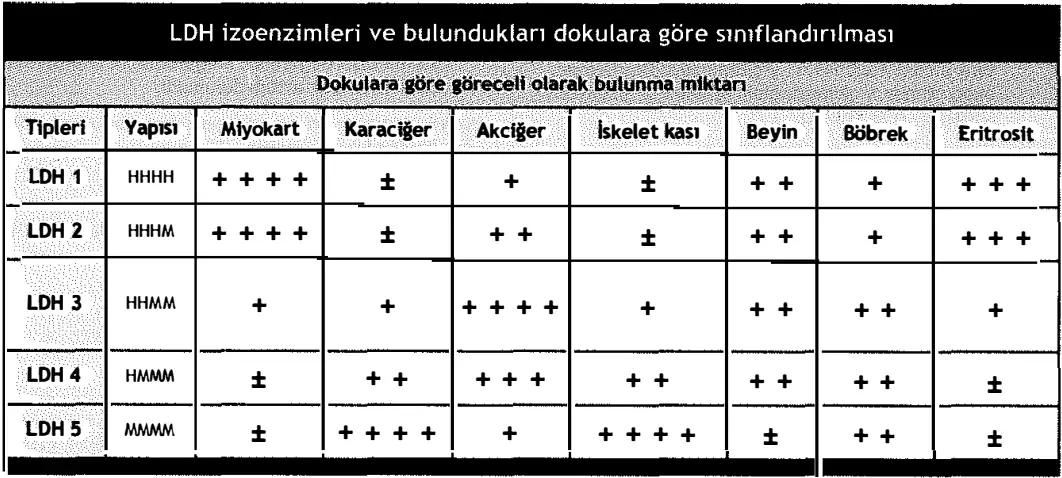 LDH izoenzimleri ve bulundukları dokulara göre sınıflandırılması
Dokulara göre göreceli olarak bulunma miktarı
Tipleri Yapısı Miyokart Karaciğer Akciğer İskelet kası Beyin Böbrek Eritrosit
LDH 1 HHHH + + + + ± + ± + + + + + +
LDH 2 HHHM + + + + ± + + ± + + + + + +
LDH 3 HHMM + + + + + + + + + + + +
LDH 4 HMMM ± + + + + + + + + + + + ±
LDH 5 MMMM ± + + + + + + + + + ± + + ±